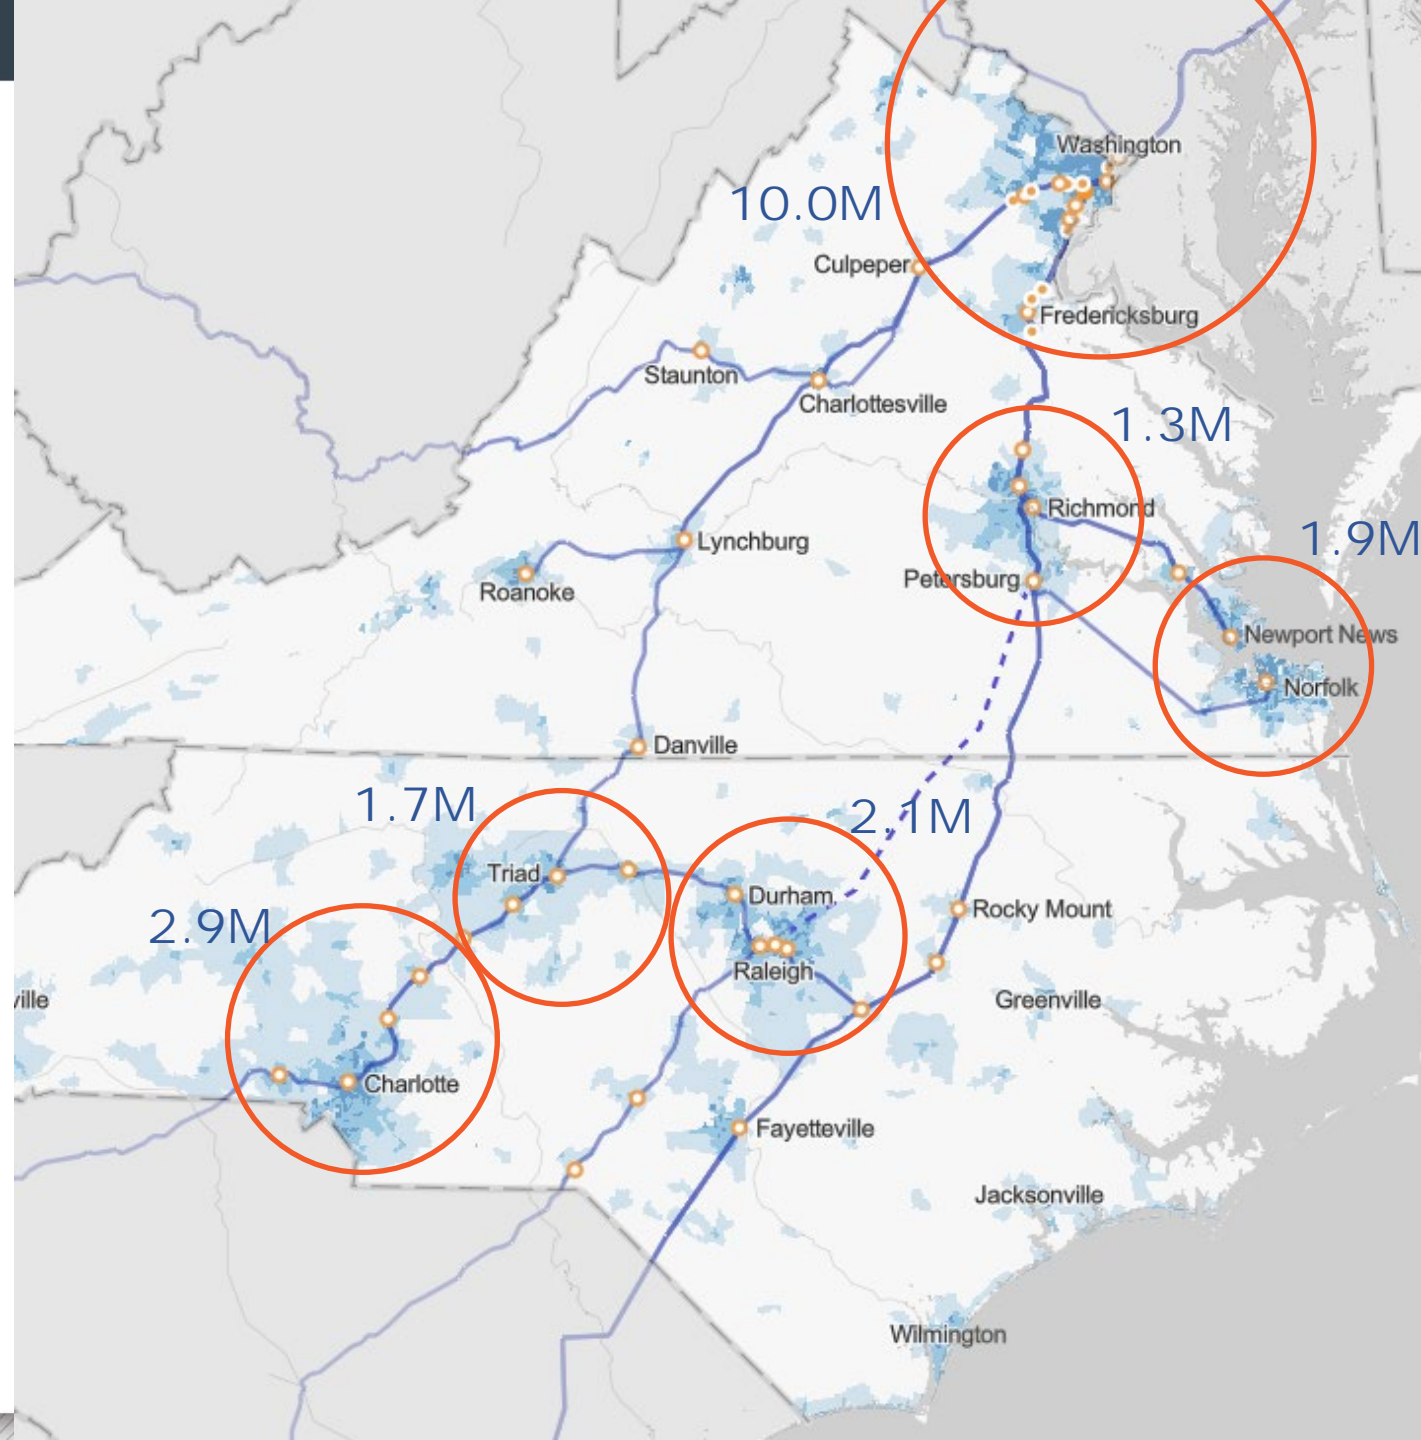 Washington
10.0M
Culpeper
Fredericksburg
Staunton
Charlottesville
1.3M
Richmond
1.9M
Lynchburg
Petersburg
Roanoke
Newport News
Norfolk
Danville
1.7M
2.1M
Triad
Durham
Rocky Mount
2.9M
Raleigh
ville
Greenville
Charlotte
Fayetteville
Jacksonville
Wilmington